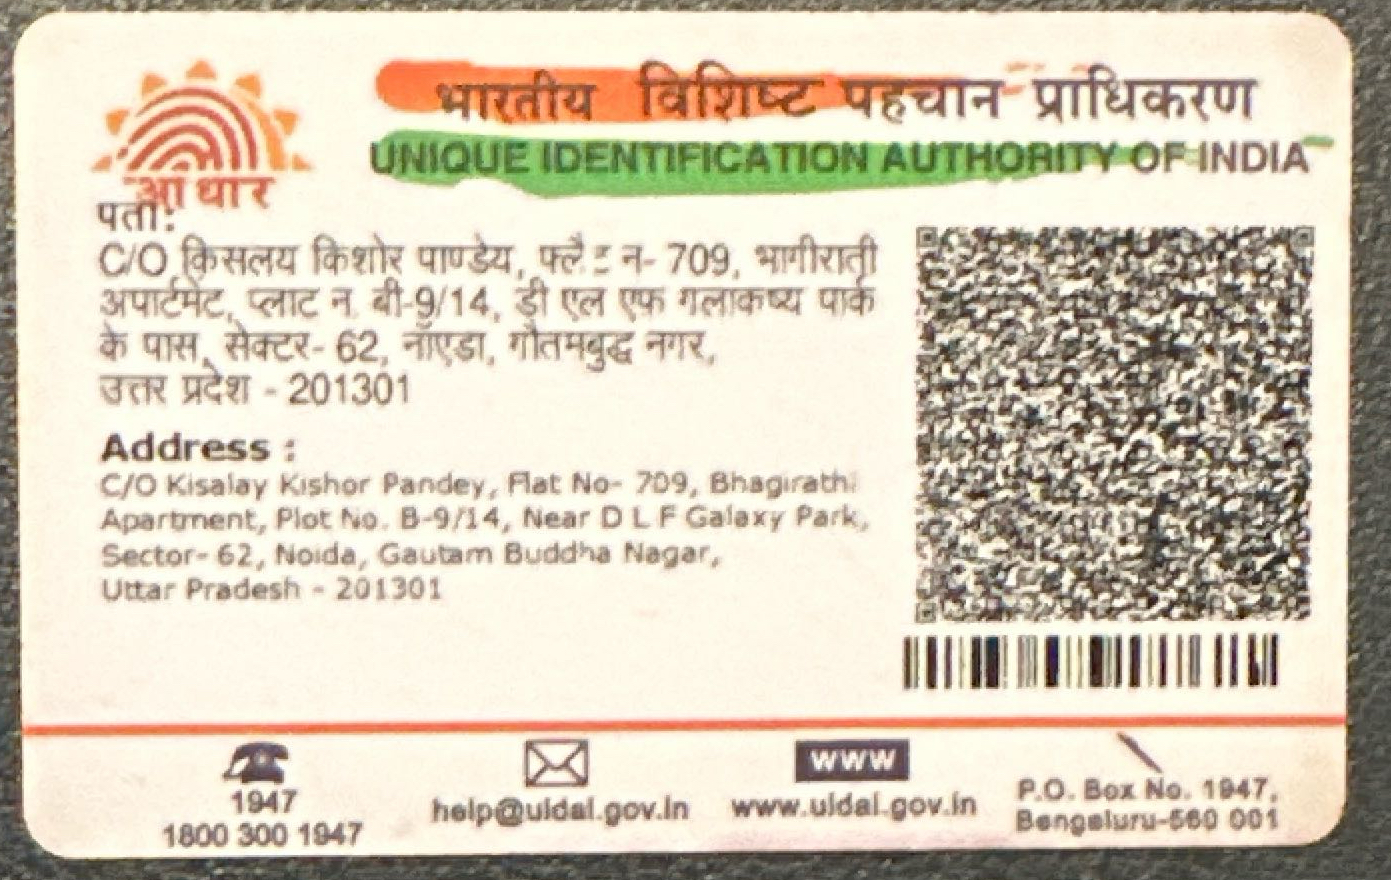 भारतीय विशिष्ट पहचान प्राधिकरण
UNIQUE IDENTIFICATION AUTHORITY OF INDIA
आधार
पता:
C/O किसलय किशोर पाण्डेय, न- 709, भागीराती
अपार्टमेंट, प्लाट न. बी-9/14, डी एल एफ गलाकष्य पार्क
के पास, सेक्टर- 62, नॉएडा, गौतमबुद्ध नगर,
उत्तर प्रदेश - 201301
Address :
C/O Kisalay Kishor Pandey, Flat No- 709, Bhagirathi
Apartment, Plot No. B-9/14, Near D L F Galaxy Park,
Sector- 62, Noida, Gautam Buddha Nagar,
Uttar Pradesh - 201301
1947
1800 300 1947
help@uidai.gov.in
www
www.uidai.gov.in
P.O. Box No. 1947,
Bengaluru-560 001